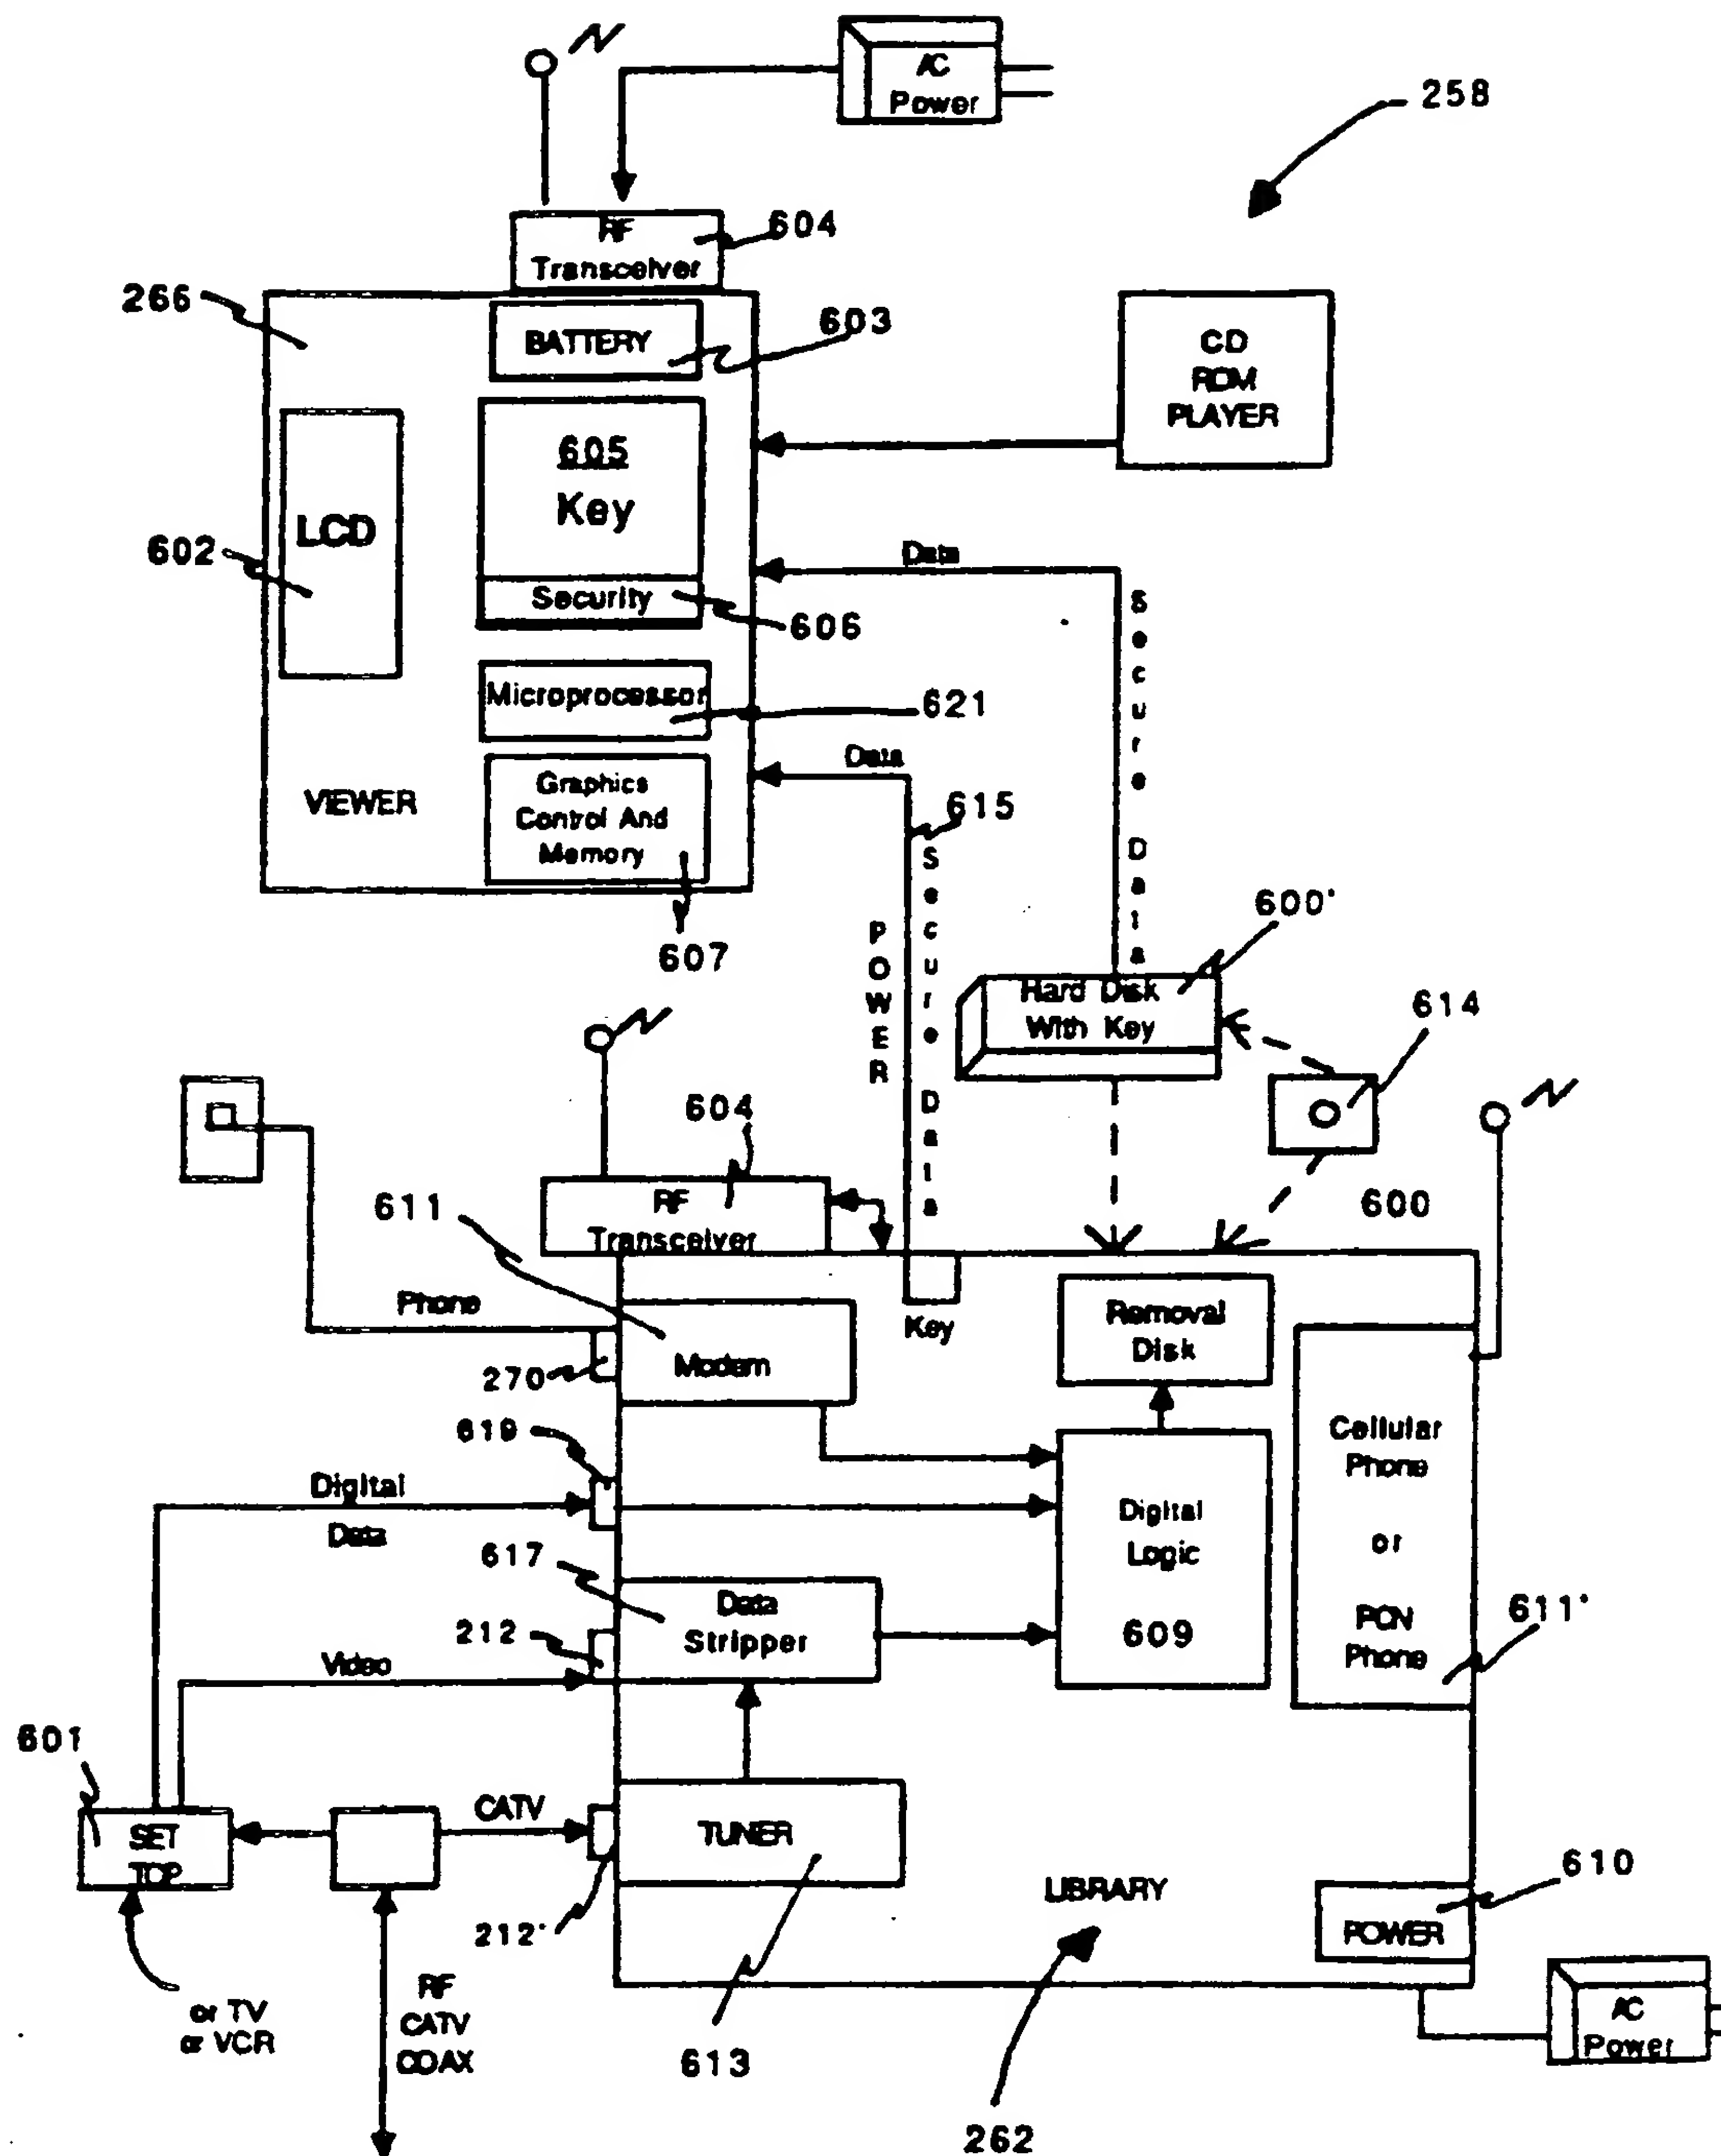 AC
Power
258
RF
Transceiver
604
266
BATTERY
603
CD
ROM
PLAYER
605
Key
LCD
602
Security
606
Data
Secure Data
Microprocessor
621
Data
Graphics
Control And
Memory
VIEWER
615
Secure Data
POWER
607
600'
Hard Disk
With Key
614
604
RF
Transceiver
611
600
Phone
Key
Removal
Disk
Modem
270
619
Digital
Data
Cellular
Phone
or
PCN
Phone
Digital
Logic
609
617
Data
Stripper
611'
212
Video
601
SET
TOP
CATV
TUNER
212'
LIBRARY
610
POWER
or TV
or VCR
RF
CATV
COAX
613
262
AC
Power